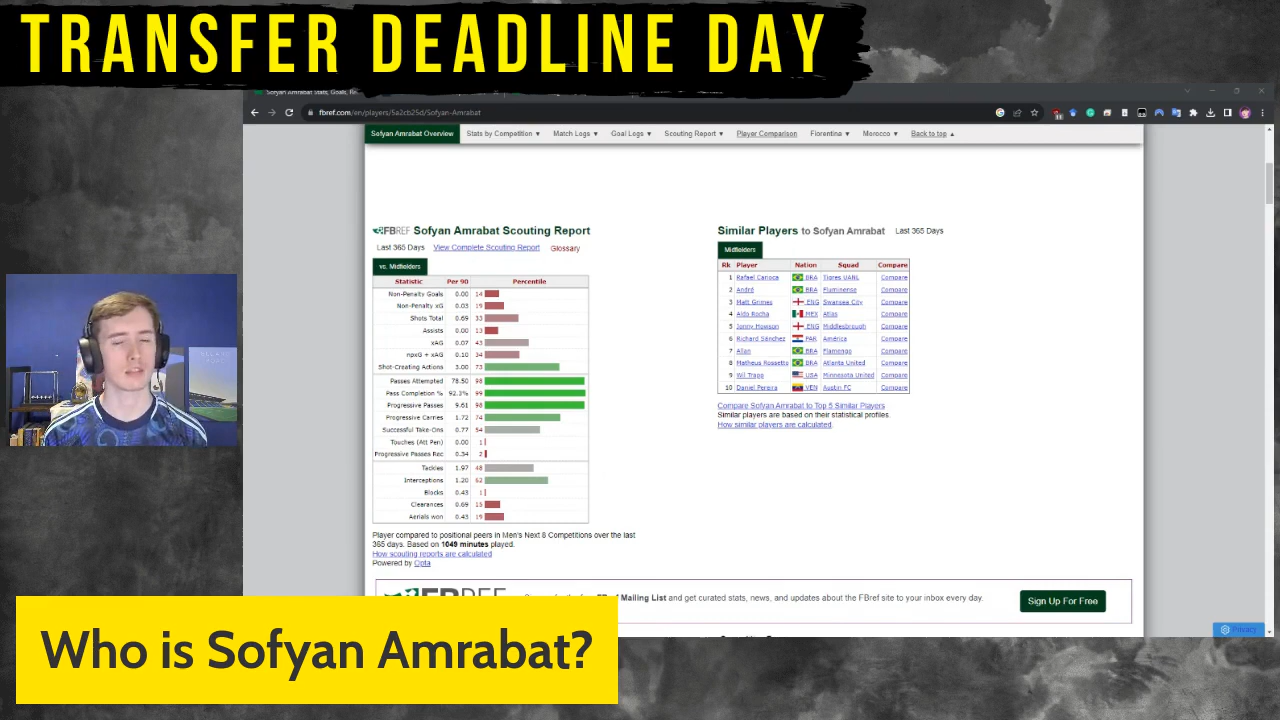 TRANSFER DEADLINE DAY
Sofyan Amrabat Stats, Goals, Re
fbref.com/en/players/5a2cb25d/Sofyan-Amrabat
Sofyan Amrabat Overview Stats by Competition ▼ Match Logs ▼ Goal Logs ▼ Scouting Report ▼ Player Comparison Fiorentina ▼ Morocco ▼ Back to top ▲
FBREF Sofyan Amrabat Scouting Report
Last 365 Days View Complete Scouting Report Glossary
vs. Midfielders
Statistic Per 90 Percentile
Non-Penalty Goals 0.00 14
Non-Penalty xG 0.03 19
Shots Total 0.69 33
Assists 0.00 13
xAG 0.07 43
npxG + xAG 0.10 34
Shot-Creating Actions 3.00 73
Passes Attempted 78.50 98
Pass Completion % 92.3% 99
Progressive Passes 9.61 98
Progressive Carries 1.72 74
Successful Take-Ons 0.77 54
Touches (Att Pen) 0.00 1
Progressive Passes Rec 0.34 2
Tackles 1.97 48
Interceptions 1.20 62
Blocks 0.43 1
Clearances 0.69 15
Aerials won 0.43 19
Player compared to positional peers in Men's Next 8 Competitions over the
365 days. Based on 1049 minutes played.
How scouting reports are calculated
Powered by Opta
Similar Players to Sofyan Amrabat Last 365 Days
Midfielders
Rk Player Nation Squad Compare
1 Rafael Carioca BRA Tigres UANL Compare
2 André BRA Fluminense Compare
3 Matt Grimes ENG Swansea City Compare
4 Aldo Rocha MEX Atlas Compare
5 Jonny Howson ENG Middlesbrough Compare
6 Richard Sánchez PAR América Compare
7 Allan BRA Flamengo Compare
8 Matheus Rossetto BRA Atlanta United Compare
9 Wil Trapp USA Minnesota United Compare
10 Daniel Pereira VEN Austin FC Compare
Compare Sofyan Amrabat to Top 5 Similar Players
Similar players are based on their statistical profiles.
How similar players are calculated.
FBREF
Mailing List and get curated stats, news, and updates about the FBref site to your inbox every day.
Sign Up For Free
Privacy
Who is Sofyan Amrabat?